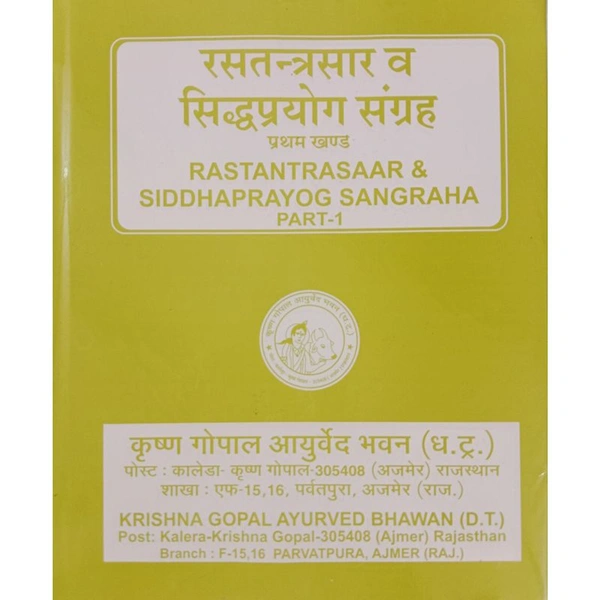 रसतन्त्रसार व
सिद्धप्रयोग संग्रह
प्रथम खण्ड
RASTANTRASAAR &
SIDDHAPRAYOG SANGRAHA
PART-1
कृष्ण गोपाल आयुर्वेद भवन (ध.ट्र.)
कृष्ण गोपाल आयुर्वेद भवन (ध.ट्र.)
पोस्ट : कालेडा- कृष्ण गोपाल-305408 (अजमेर) राजस्थान
शाखा : एफ-15,16, पर्वतपुरा, अजमेर (राज.)
KRISHNA GOPAL AYURVED BHAWAN (D.T.)
Post: Kalera-Krishna Gopal-305408 (Ajmer) Rajasthan
Branch : F-15,16 PARVATPURA, AJMER (RAJ.)